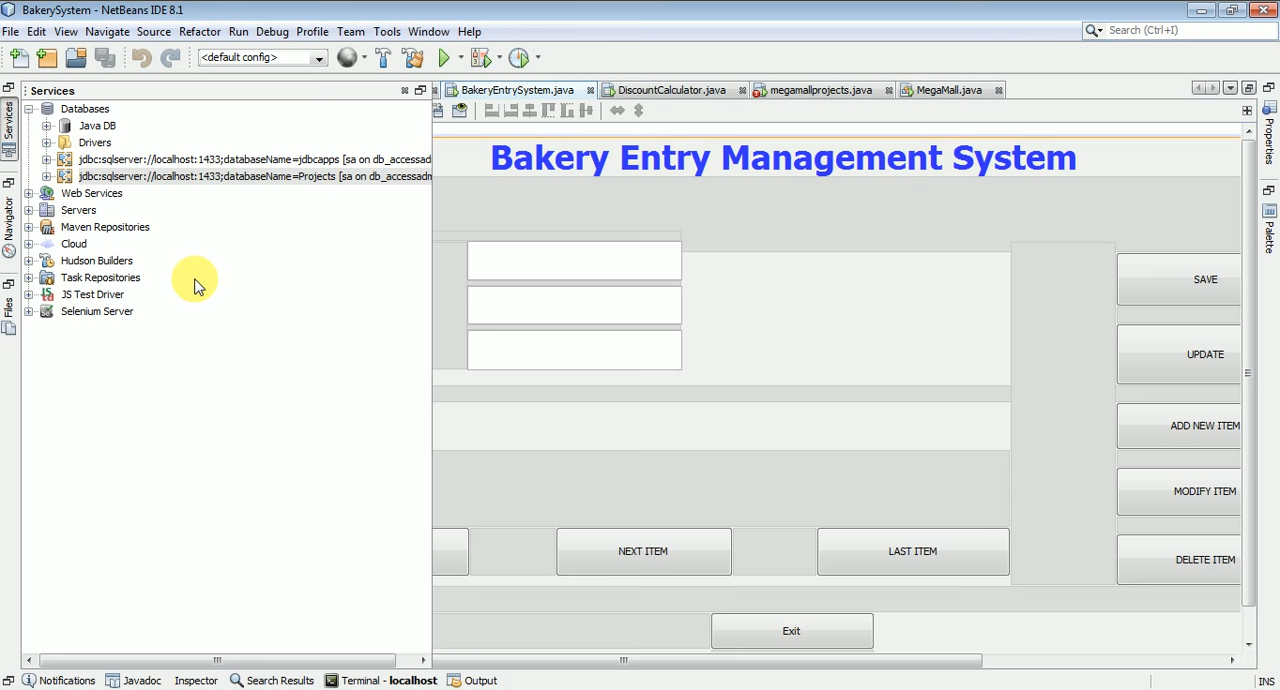 BakerySystem - NetBeans IDE 8.1
File Edit View Navigate Source Refactor Run Debug Profile Team Tools Window Help
Search (Ctrl+I)
<default config>
Services
BakeryEntrySystem.java
DiscountCalculator.java
megamallprojects.java
MegaMall.java
Services
Navigator
Files
Databases
Java DB
Drivers
jdbc:sqlserver://localhost:1433;databaseName=jdbcapps [sa on db_accessad
jdbc:sqlserver://localhost:1433;databaseName=Projects [sa on db_accessadm
Web Services
Servers
Maven Repositories
Cloud
Hudson Builders
Task Repositories
JS Test Driver
Selenium Server
Bakery Entry Management System
SAVE
UPDATE
ADD NEW ITEM
MODIFY ITEM
DELETE ITEM
NEXT ITEM
LAST ITEM
Exit
Properties
Palette
Notifications
Javadoc
Inspector
Search Results
Terminal - localhost
Output
INS